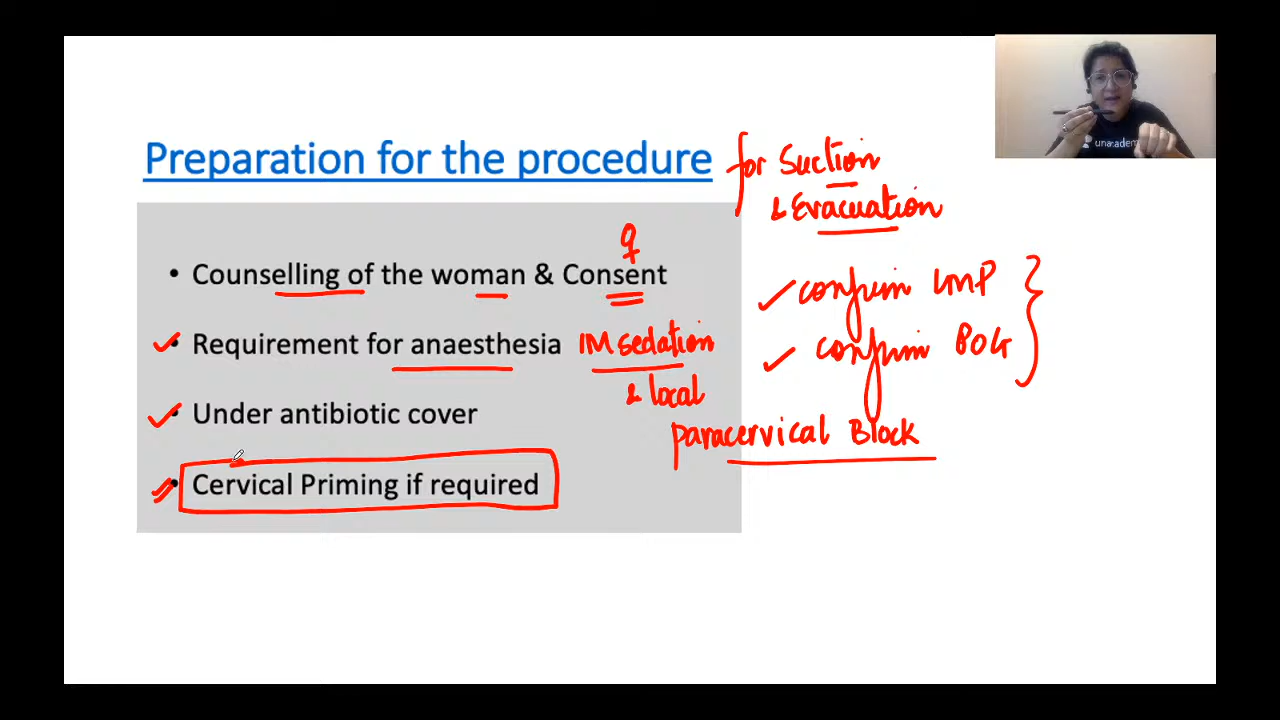 Preparation for the procedure for Suction
& Evacuation
• Counselling of the woman & Consent
confirm LMP
• Requirement for anaesthesia IM sedation
confirm POG
& local
• Under antibiotic cover
paracervical Block
• Cervical Priming if required
unacadem